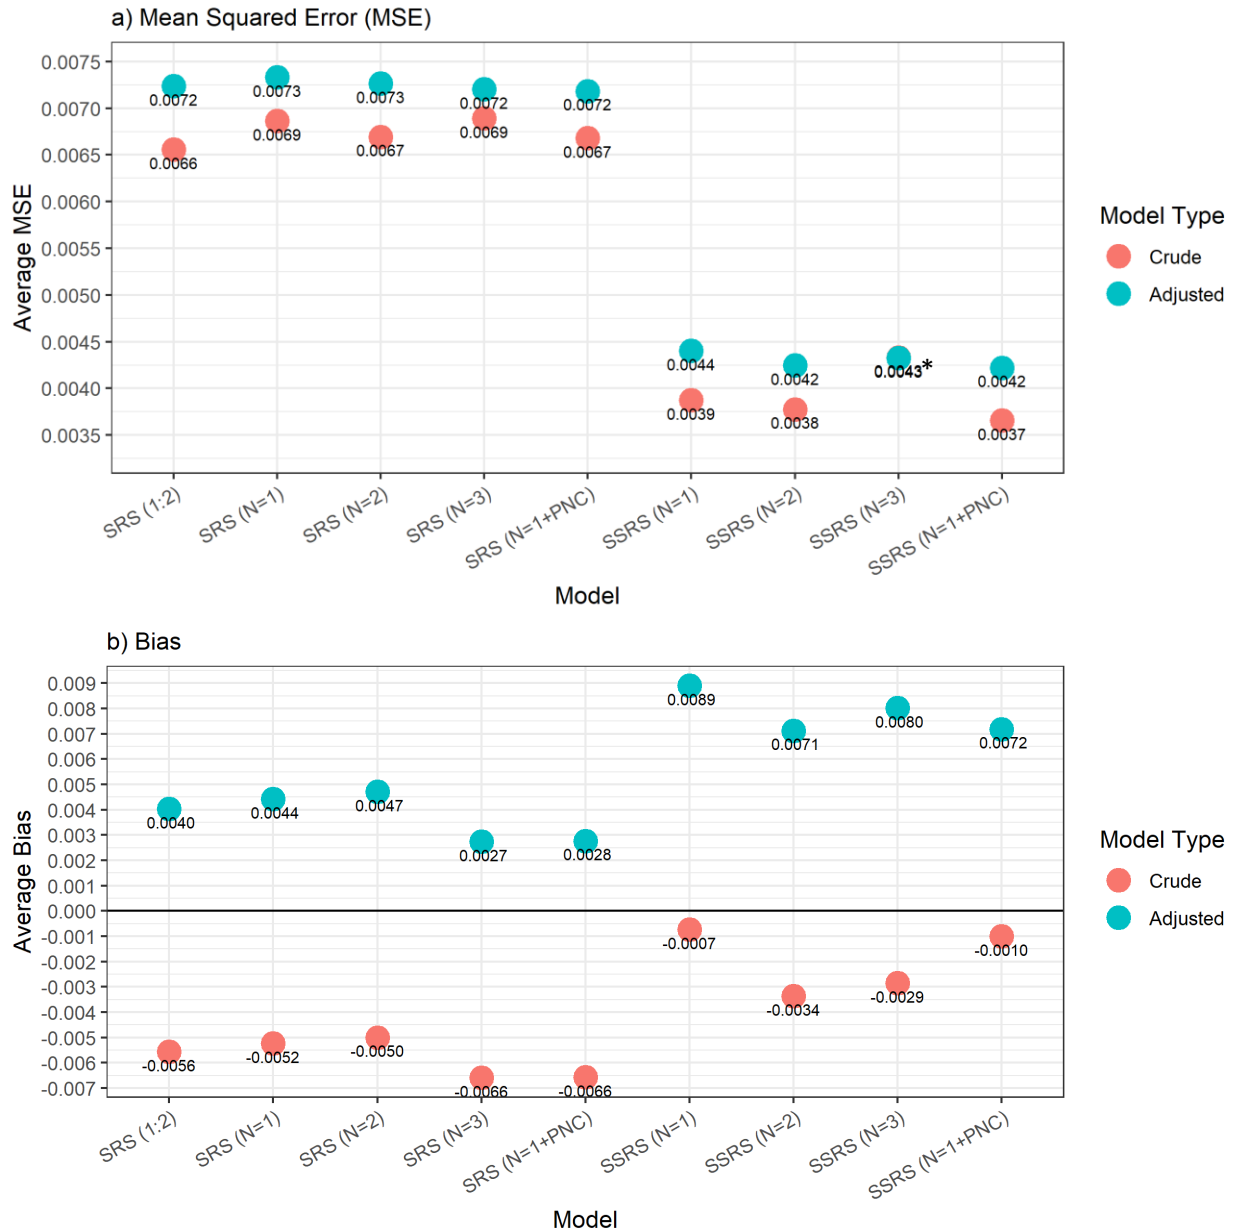 a) Mean Squared Error (MSE)
Average MSE
0.0075
0.0070
0.0065
0.0060
0.0055
0.0050
0.0045
0.0040
0.0035
0.0072
0.0073
0.0073
0.0072
0.0072
0.0066
0.0069
0.0067
0.0069
0.0067
0.0044
0.0042
0.0043*
0.0042
0.0039
0.0038
0.0037
SRS (1:2)
SRS (N=1)
SRS (N=2)
SRS (N=3)
SRS (N=1+PNC)
SSRS (N=1)
SSRS (N=2)
SSRS (N=3)
SSRS (N=1+PNC)
Model
Model Type
Crude
Adjusted
b) Bias
Average Bias
0.009
0.008
0.007
0.006
0.005
0.004
0.003
0.002
0.001
0.000
-0.001
-0.002
-0.003
-0.004
-0.005
-0.006
-0.007
0.0040
0.0044
0.0047
0.0027
0.0028
0.0089
0.0071
0.0080
0.0072
-0.0056
-0.0052
-0.0050
-0.0066
-0.0066
-0.0007
-0.0034
-0.0029
-0.0010
SRS (1:2)
SRS (N=1)
SRS (N=2)
SRS (N=3)
SRS (N=1+PNC)
SSRS (N=1)
SSRS (N=2)
SSRS (N=3)
SSRS (N=1+PNC)
Model
Model Type
Crude
Adjusted